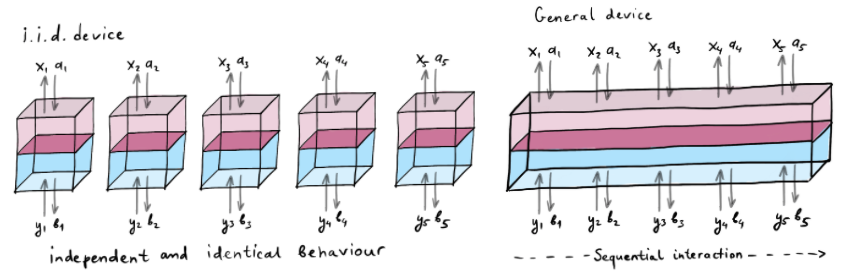 i.i.d. device
x₁ a₁ x₂ a₂ x₃ a₃ x₄ a₄ x₅ a₅
y₁ b₁ y₂ b₂ y₃ b₃ y₄ b₄ y₅ b₅
independent and identical Behaviour
General device
x₁ a₁ x₂ a₂ x₃ a₃ x₄ a₄ x₅ a₅
y₁ b₁ y₂ b₂ y₃ b₃ y₄ b₄ y₅ b₅
Sequential interaction